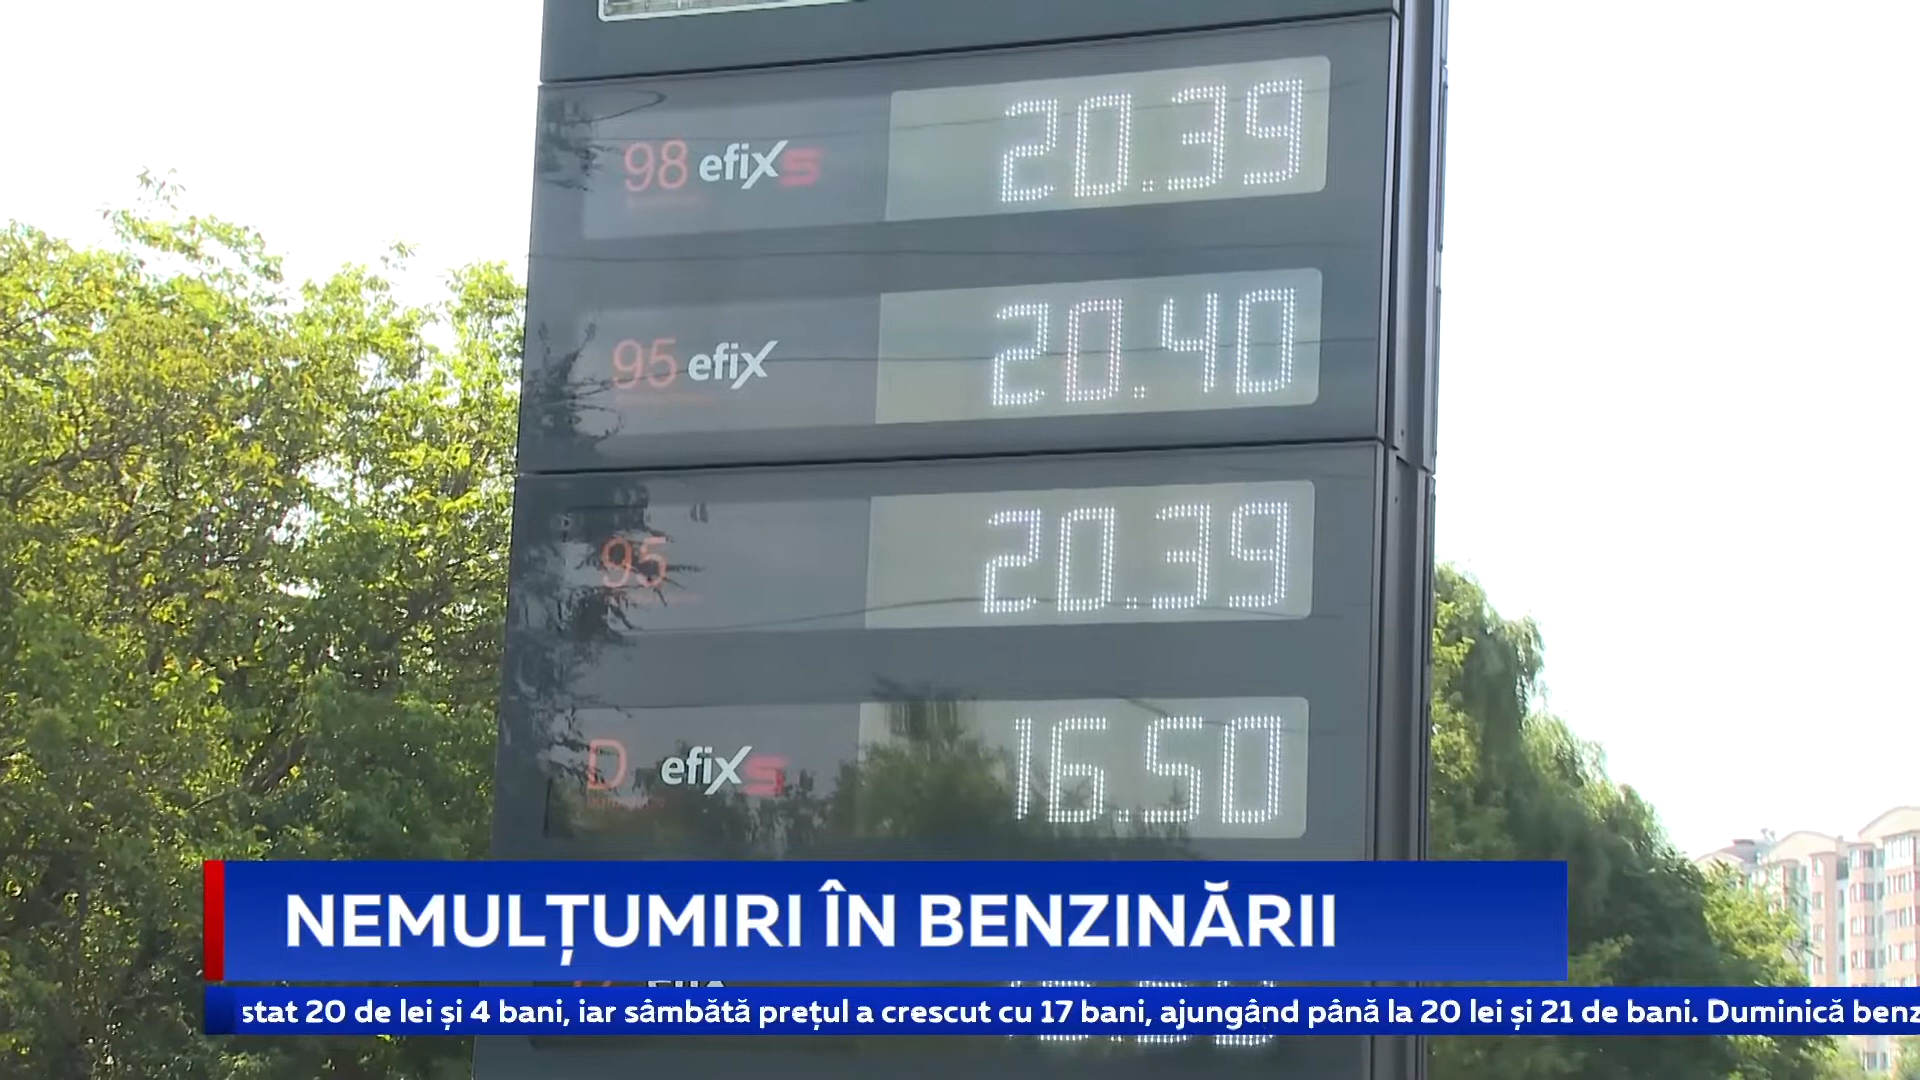 98 efix s 20.39
95 efix 20.40
95 20.39
D efix s 16.50
NEMULȚUMIRI ÎN BENZINĂRII
stat 20 de lei și 4 bani, iar sâmbătă prețul a crescut cu 17 bani, ajungând până la 20 lei și 21 de bani. Duminică benz